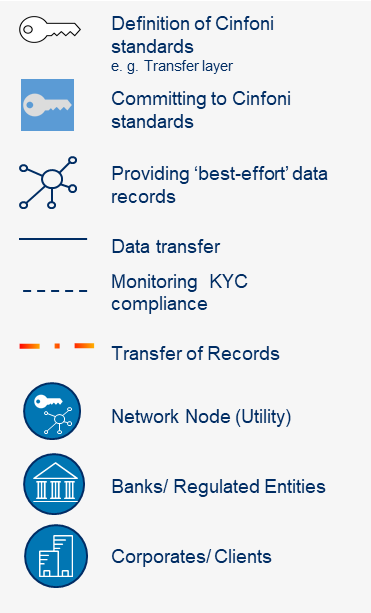 Definition of Cinfoni
standards
e. g. Transfer layer
Committing to Cinfoni
standards
Providing ‘best-effort’ data
records
Data transfer
Monitoring KYC
compliance
Transfer of Records
Network Node (Utility)
Banks/ Regulated Entities
Corporates/ Clients